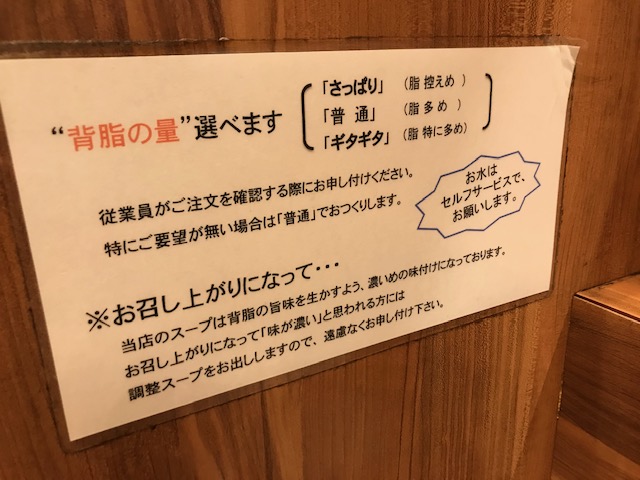 “背脂の量”選べます
「さっぱり」 (脂 控えめ )
「普 通」 (脂 多 め )
「ギタギタ」 (脂 特に多め)
従業員がご注文を確認する際にお申し付けください。
特にご要望が無い場合は「普通」でおつくりします。
お水は
セルフサービスで、
お願いします。
※お召し上がりになって・・・
当店のスープは背脂の旨味を生かすよう、濃いめの味付けになっております。
お召し上がりになって「味が濃い」と思われる方には
調整スープをお出ししますので、遠慮なくお申し付け下さい。